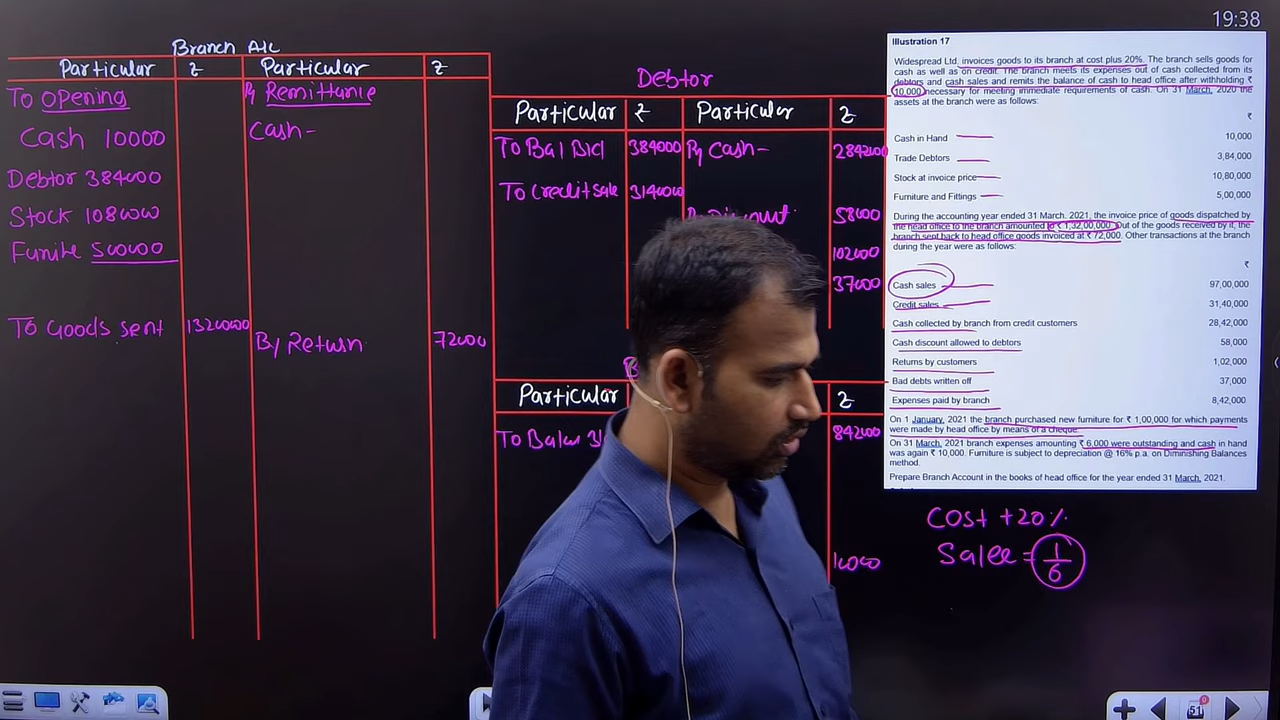 19:38
Branch A/c
Particular ₹ Particular ₹
To Opening By Remittance
Cash 10000 Cash -
Debtor 384000
Stock 1080000
500000
To Goods sent 13200000 By Return 72000
Debtor
Particular ₹ Particular ₹
To Bal B/d 384000 By Cash - 2842000
To Credit sale 3140000
58000
102000
37000
Particular ₹
842000
10000
Illustration 17
Widespread Ltd. invoices goods to its branch at cost plus 20%. The branch sells goods for
cash as well as on credit. The branch meets its expenses out of cash collected from its
debtors and cash sales and remits the balance of cash to head office after withholding ₹
10,000 necessary for meeting immediate requirements of cash. On 31 March, 2020 the
assets at the branch were as follows:
₹
Cash in Hand 10,000
Trade Debtors 3,84,000
Stock at invoice price 10,80,000
Furniture and Fittings 5,00,000
During the accounting year ended 31 March, 2021, the invoice price of goods dispatched by
the head office to the branch amounted to ₹ 1,32,00,000. Out of the goods received by it, the
branch sent back to head office goods invoiced at ₹ 72,000. Other transactions at the branch
during the year were as follows:
₹
Cash sales 97,00,000
Credit sales 31,40,000
Cash collected by branch from credit customers 28,42,000
Cash discount allowed to debtors 58,000
Returns by customers 1,02,000
Bad debts written off 37,000
Expenses paid by branch 8,42,000
On 1 January, 2021 the branch purchased new furniture for ₹ 1,00,000 for which payments
were made by head office by means of a cheque.
On 31 March, 2021 branch expenses amounting ₹ 6,000 were outstanding and cash in hand
was again ₹ 10,000. Furniture is subject to depreciation @ 16% p.a. on Diminishing Balances
method.
Prepare Branch Account in the books of head office for the year ended 31 March, 2021.
Cost +20%
Sale = 1/6
51